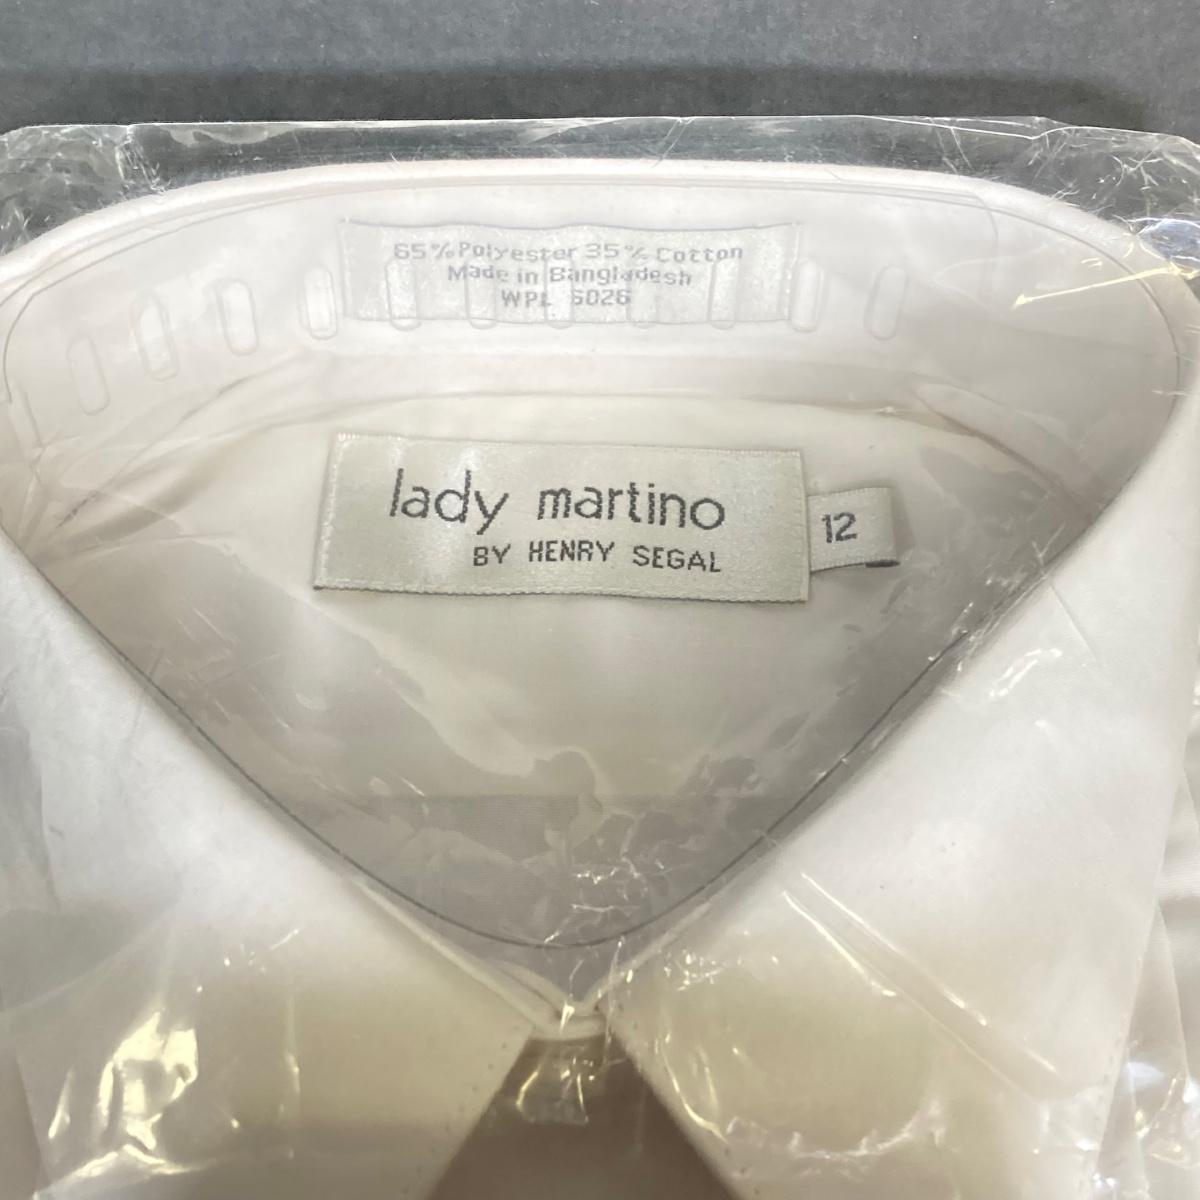 65% Polyester 35% Cotton
Made in Bangladesh
WPL 6026
lady martino
BY HENRY SEGAL
12